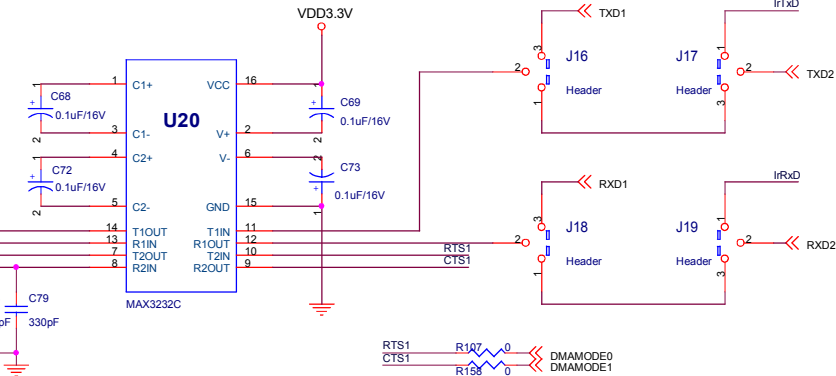 VDD3.3V
TXD1
IrTxD
J16
J17
TXD2
Header
Header
3
2
1
1
2
3
1
C1+
VCC
16
C68
0.1uF/16V
U20
C69
0.1uF/16V
3
C1-
V+
2
4
C2+
V-
6
C72
0.1uF/16V
C73
0.1uF/16V
5
C2-
GND
15
14
T1OUT
T1IN
11
13
R1IN
R1OUT
12
7
T2OUT
T2IN
10
RTS1
8
R2IN
R2OUT
9
CTS1
1
2
1
2
1
2
2
1
MAX3232C
C79
pF
330pF
RXD1
IrRxD
J18
J19
RXD2
Header
Header
3
2
1
1
2
3
RTS1
R107
0
DMAMODE0
CTS1
R158
0
DMAMODE1